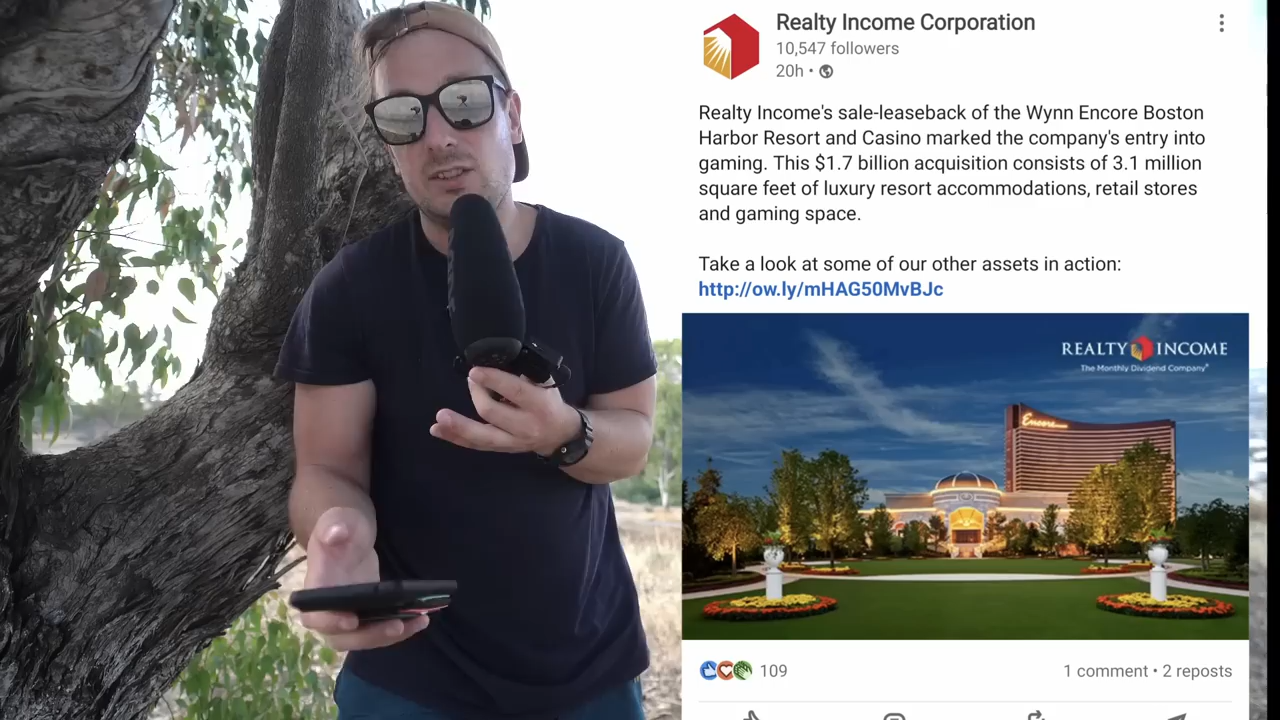 Realty Income Corporation
10,547 followers
20h •
Realty Income's sale-leaseback of the Wynn Encore Boston
Harbor Resort and Casino marked the company's entry into
gaming. This $1.7 billion acquisition consists of 3.1 million
square feet of luxury resort accommodations, retail stores
and gaming space.
Take a look at some of our other assets in action:
http://ow.ly/mHAG50MvBJc
REALTY INCOME
The Monthly Dividend Company®
Encore
109
1 comment • 2 reposts